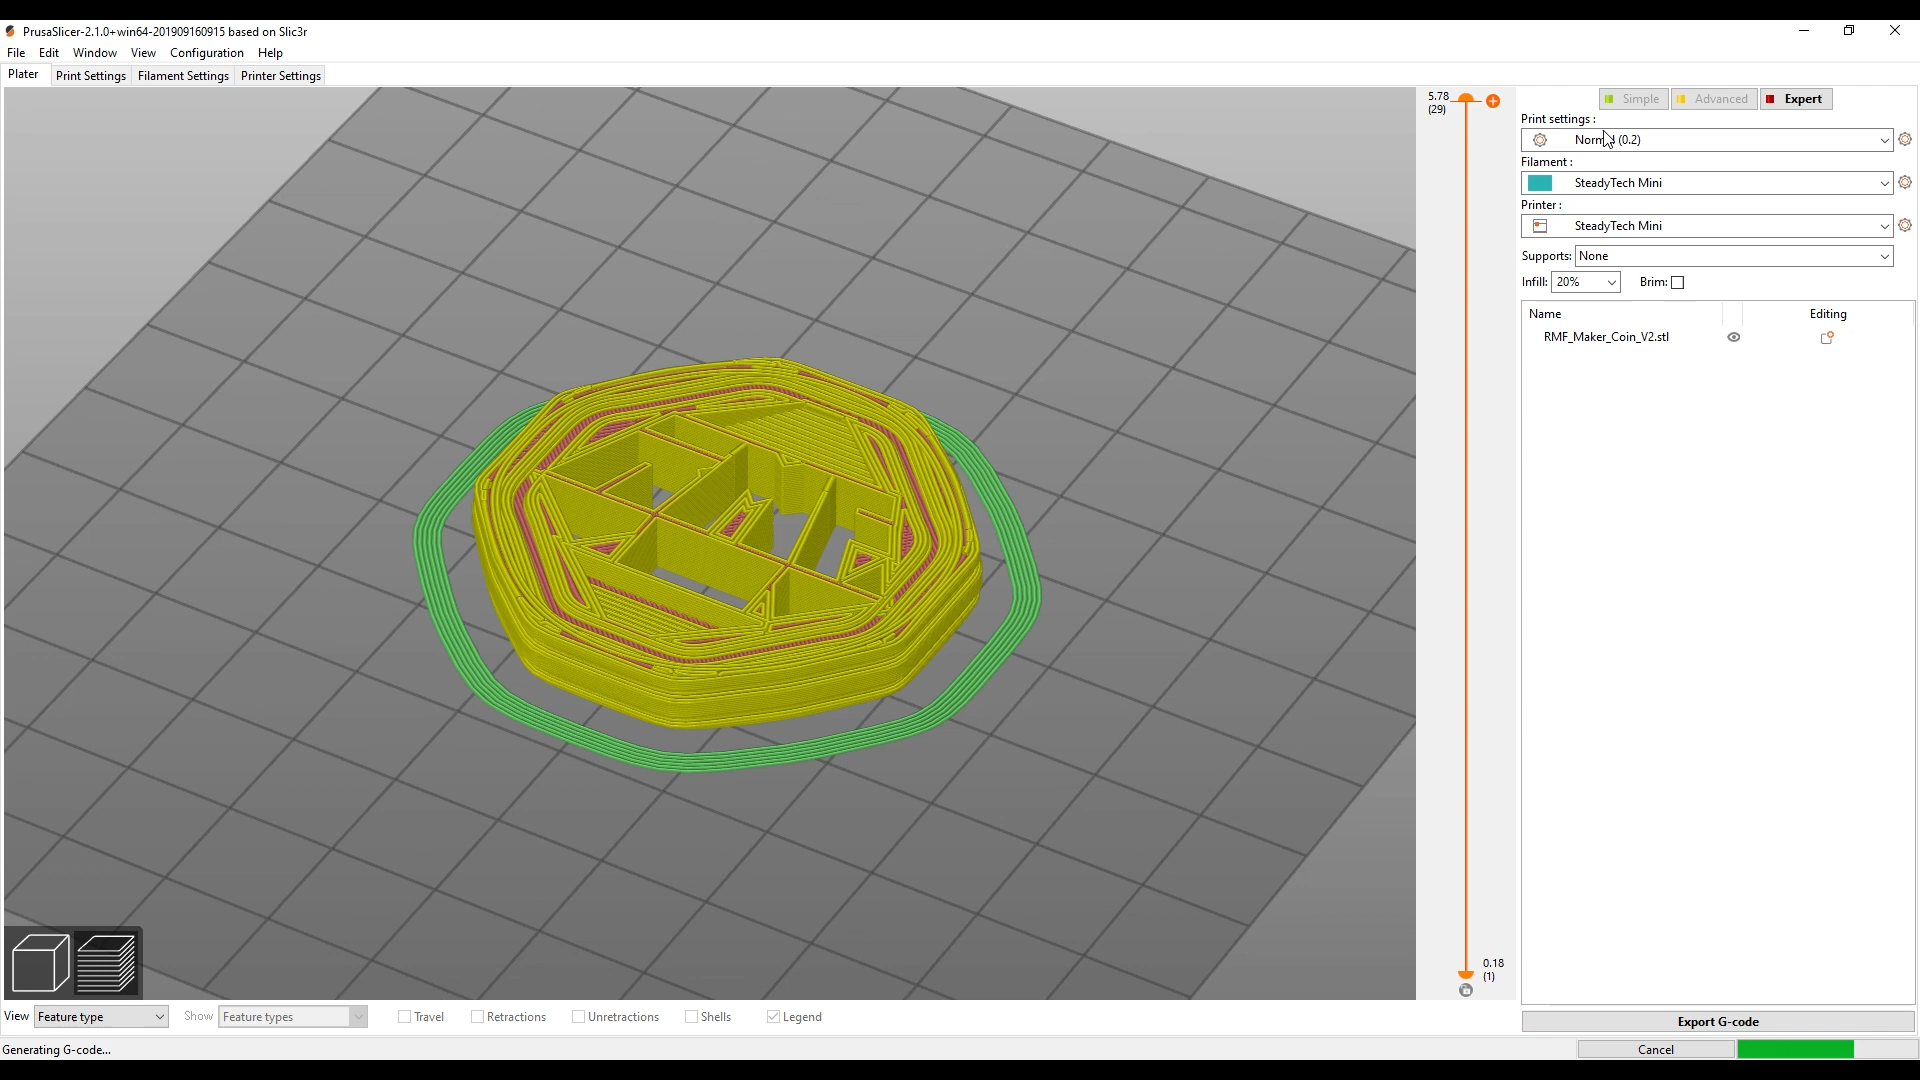 PrusaSlicer-2.1.0+win64-201909160915 based on Slic3r
File Edit Window View Configuration Help
Plater Print Settings Filament Settings Printer Settings
5.78
(29)
Simple Advanced Expert
Print settings :
Normal (0.2)
Filament :
SteadyTech Mini
Printer :
SteadyTech Mini
Supports: None
Infill: 20% Brim:
Name Editing
RMF_Maker_Coin_V2.stl
0.18
(1)
View Feature type Show Feature types Travel Retractions Unretractions Shells Legend
Export G-code
Generating G-code... Cancel